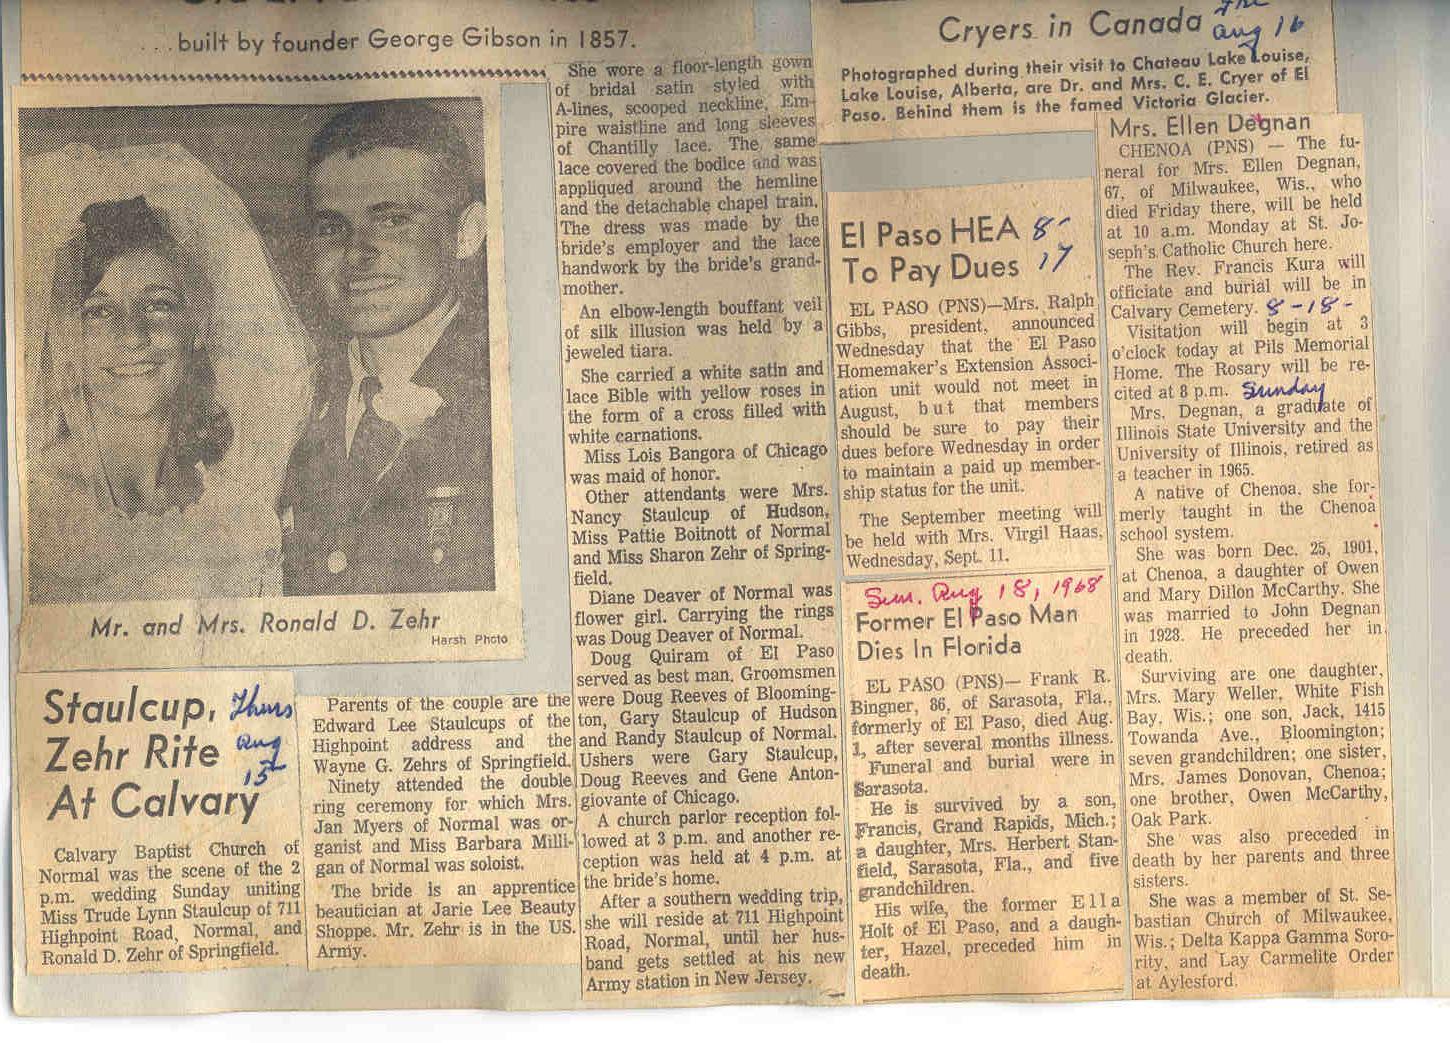 . . . built by founder George Gibson in 1857.
Mr. and Mrs. Ronald D. Zehr
Harsh Photo
Staulcup,
Zehr Rite
At Calvary
Thurs
Aug
15
Calvary Baptist Church of
Normal was the scene of the 2
p.m. wedding Sunday uniting
Miss Trude Lynn Staulcup of 711
Highpoint Road, Normal, and
Ronald D. Zehr of Springfield.
Parents of the couple are the
Edward Lee Staulcups of the
Highpoint address and the
Wayne G. Zehrs of Springfield.
Ninety attended the double
ring ceremony for which Mrs.
Jan Myers of Normal was or-
ganist and Miss Barbara Milli-
gan of Normal was soloist.
The bride is an apprentice
beautician at Jarie Lee Beauty
Shoppe. Mr. Zehr is in the US.
Army.
She wore a floor-length gown
of bridal satin styled with
A-lines, scooped neckline, Em-
pire waistline and long sleeves
of Chantilly lace. The same
lace covered the bodice and was
appliqued around the hemline
and the detachable chapel train.
The dress was made by the
bride's employer and the lace
handwork by the bride's grand-
mother.
An elbow-length bouffant veil
of silk illusion was held by a
jeweled tiara.
She carried a white satin and
lace Bible with yellow roses in
the form of a cross filled with
white carnations.
Miss Lois Bangora of Chicago
was maid of honor.
Other attendants were Mrs.
Nancy Staulcup of Hudson,
Miss Pattie Boitnott of Normal
and Miss Sharon Zehr of Spring-
field.
Diane Deaver of Normal was
flower girl. Carrying the rings
was Doug Deaver of Normal.
Doug Quiram of El Paso
served as best man. Groomsmen
were Doug Reeves of Blooming-
ton, Gary Staulcup of Hudson
and Randy Staulcup of Normal.
Ushers were Gary Staulcup,
Doug Reeves and Gene Anton-
giovante of Chicago.
A church parlor reception fol-
lowed at 3 p.m. and another re-
ception was held at 4 p.m. at
the bride's home.
After a southern wedding trip,
she will reside at 711 Highpoint
Road, Normal, until her hus-
band gets settled at his new
Army station in New Jersey.
Cryers in Canada
Aug 16
Photographed during their visit to Chateau Lake Louise,
Lake Louise, Alberta, are Dr. and Mrs. C. E. Cryer of El
Paso. Behind them is the famed Victoria Glacier.
El Paso HEA 8-
To Pay Dues 17
EL PASO (PNS)—Mrs. Ralph
Gibbs, president, announced
Wednesday that the El Paso
Homemaker's Extension Associ-
ation unit would not meet in
August, but that members
should be sure to pay their
dues before Wednesday in order
to maintain a paid up member-
ship status for the unit.
The September meeting will
be held with Mrs. Virgil Haas,
Wednesday, Sept. 11.
Sun. Aug 18, 1968
Former El Paso Man
Dies In Florida
EL PASO (PNS)— Frank R.
Bingner, 86, of Sarasota, Fla.,
formerly of El Paso, died Aug.
1, after several months illness.
Funeral and burial were in
Sarasota.
He is survived by a son,
Francis, Grand Rapids, Mich.;
a daughter, Mrs. Herbert Stan-
field, Sarasota, Fla., and five
grandchildren.
His wife, the former Ella
Holt of El Paso, and a daugh-
ter, Hazel, preceded him in
death.
Mrs. Ellen Degnan
CHENOA (PNS) — The fu-
neral for Mrs. Ellen Degnan,
67, of Milwaukee, Wis., who
died Friday there, will be held
at 10 a.m. Monday at St. Jo-
seph's Catholic Church here.
The Rev. Francis Kura will
officiate and burial will be in
Calvary Cemetery. 8-18-
Visitation will begin at 3
o'clock today at Pils Memorial
Home. The Rosary will be re-
cited at 8 p.m. Sunday
Mrs. Degnan, a graduate of
Illinois State University and the
University of Illinois, retired as
a teacher in 1965.
A native of Chenoa, she for-
merly taught in the Chenoa
school system.
She was born Dec. 25, 1901,
at Chenoa, a daughter of Owen
and Mary Dillon McCarthy. She
was married to John Degnan
in 1928. He preceded her in
death.
Surviving are one daughter,
Mrs. Mary Weller, White Fish
Bay, Wis.; one son, Jack, 1415
Towanda Ave., Bloomington;
seven grandchildren; one sister,
Mrs. James Donovan, Chenoa;
one brother, Owen McCarthy,
Oak Park.
She was also preceded in
death by her parents and three
sisters.
She was a member of St. Se-
bastian Church of Milwaukee,
Wis.; Delta Kappa Gamma Soro-
rity, and Lay Carmelite Order
at Aylesford.